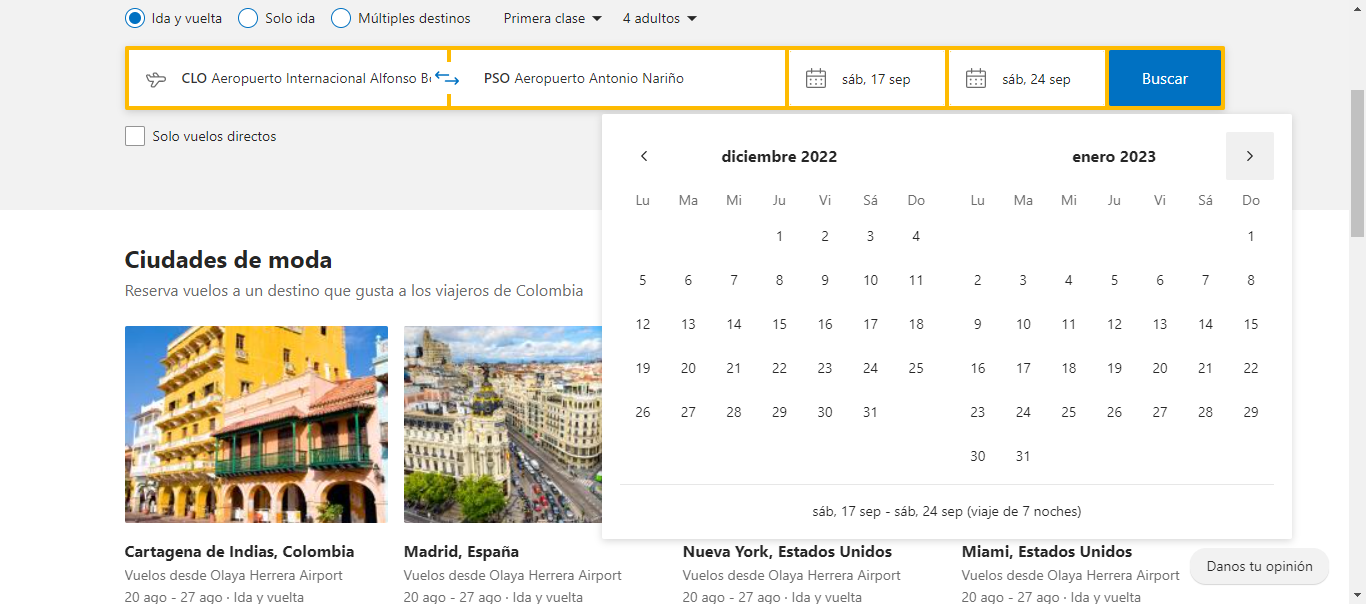 Ida y vuelta Solo ida Múltiples destinos Primera clase 4 adultos
CLO Aeropuerto Internacional Alfonso Bo PSO Aeropuerto Antonio Nariño sáb, 17 sep sáb, 24 sep Buscar
Solo vuelos directos
diciembre 2022 enero 2023
Lu Ma Mi Ju Vi Sá Do Lu Ma Mi Ju Vi Sá Do
1 2 3 4 1
5 6 7 8 9 10 11 2 3 4 5 6 7 8
12 13 14 15 16 17 18 9 10 11 12 13 14 15
19 20 21 22 23 24 25 16 17 18 19 20 21 22
26 27 28 29 30 31 23 24 25 26 27 28 29
30 31
sáb, 17 sep - sáb, 24 sep (viaje de 7 noches)
Ciudades de moda
Reserva vuelos a un destino que gusta a los viajeros de Colombia
Cartagena de Indias, Colombia
Vuelos desde Olaya Herrera Airport
20 ago - 27 ago · Ida y vuelta
Madrid, España
Vuelos desde Olaya Herrera Airport
20 ago - 27 ago · Ida y vuelta
Nueva York, Estados Unidos
Vuelos desde Olaya Herrera Airport
20 ago - 27 ago · Ida y vuelta
Miami, Estados Unidos
Vuelos desde Olaya Herrera Airport
20 ago - 27 ago · Ida y vuelta
Danos tu opinión